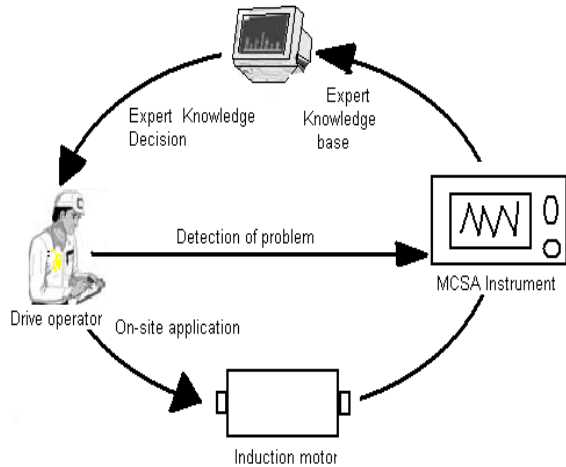 Expert Knowledge
Decision
Expert
Knowledge
base
Detection of problem
MCSA Instrument
Drive operator
On-site application
Induction motor